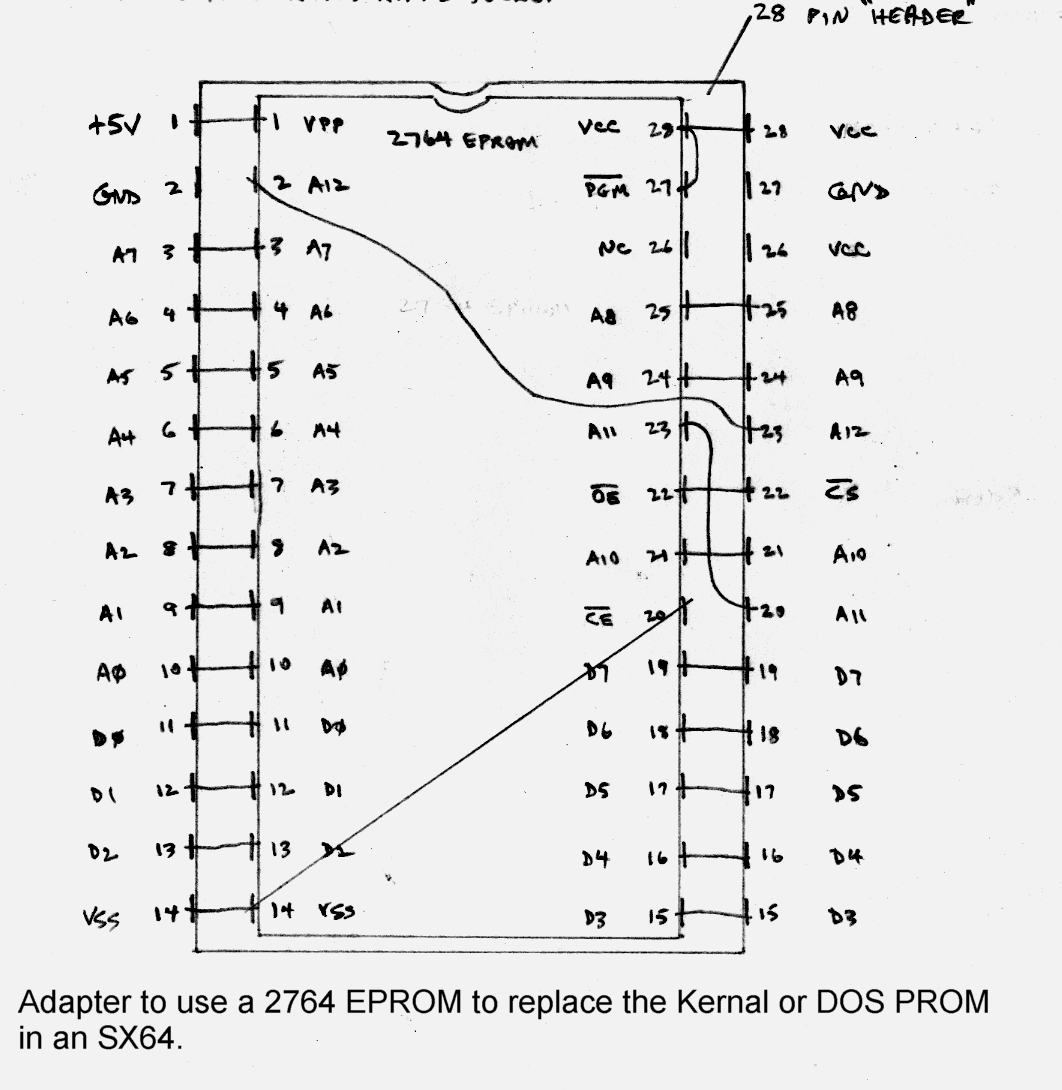 28 PIN "HEADER"
2764 EPROM
+5V 1 1 VPP VCC 28 28 VCC
GND 2 2 A12 PGM 27 27 GND
A7 3 3 A7 NC 26 26 VCC
A6 4 4 A6 A8 25 25 A8
A5 5 5 A5 A9 24 24 A9
A4 6 6 A4 A11 23 23 A12
A3 7 7 A3 OE 22 22 CS
A2 8 8 A2 A10 21 21 A10
A1 9 9 A1 CE 20 20 A11
AØ 10 10 AØ D7 19 19 D7
DØ 11 11 DØ D6 18 18 D6
D1 12 12 D1 D5 17 17 D5
D2 13 13 D2 D4 16 16 D4
VSS 14 14 VSS D3 15 15 D3
Adapter to use a 2764 EPROM to replace the Kernal or DOS PROM
in an SX64.